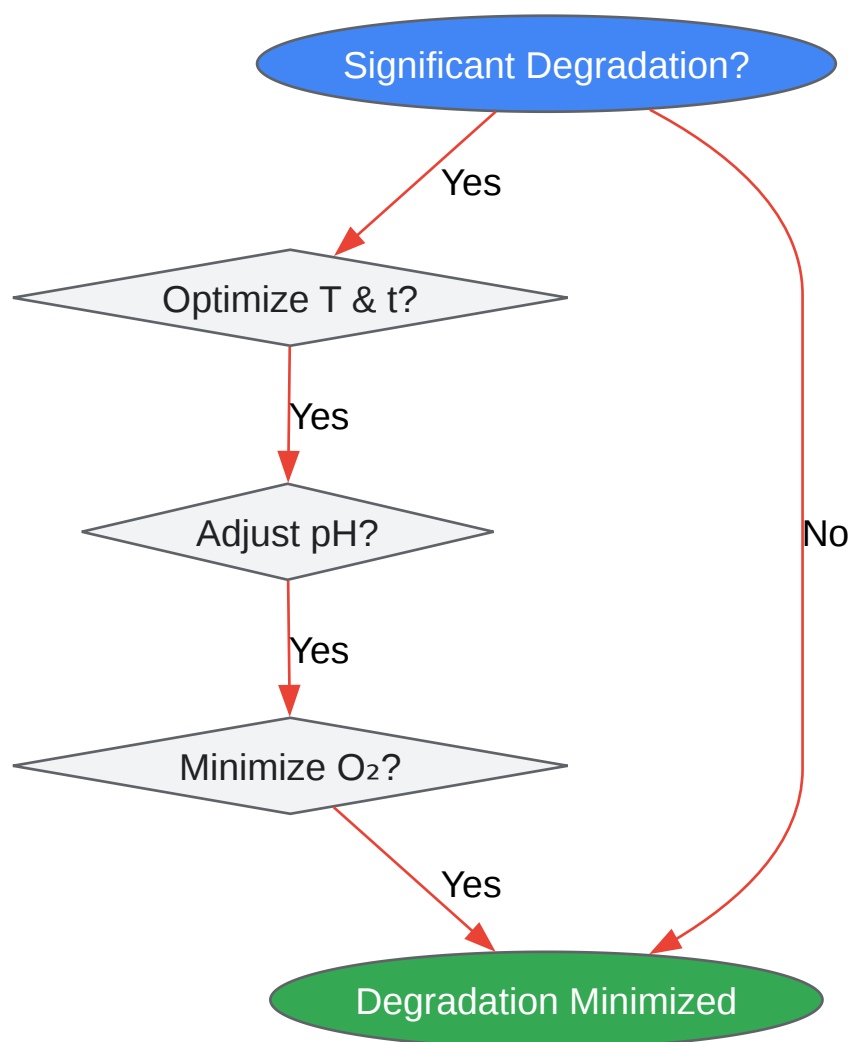 Significant Degradation?
Yes
Optimize T & t?
Yes
Adjust pH?
No
Yes
Minimize O₂?
Yes
Degradation Minimized